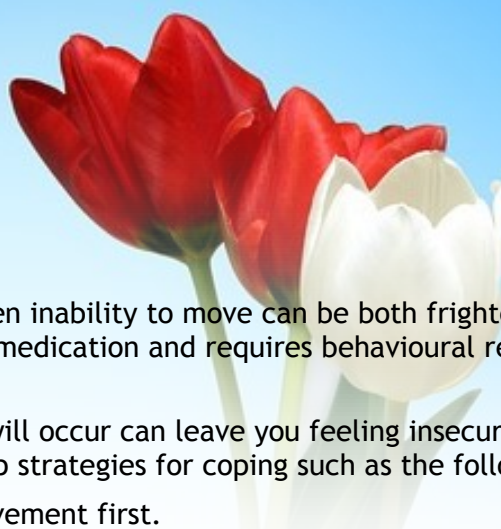 en inability to move can be both frighte
medication and requires behavioural re
will occur can leave you feeling insecur
p strategies for coping such as the follo
vement first.